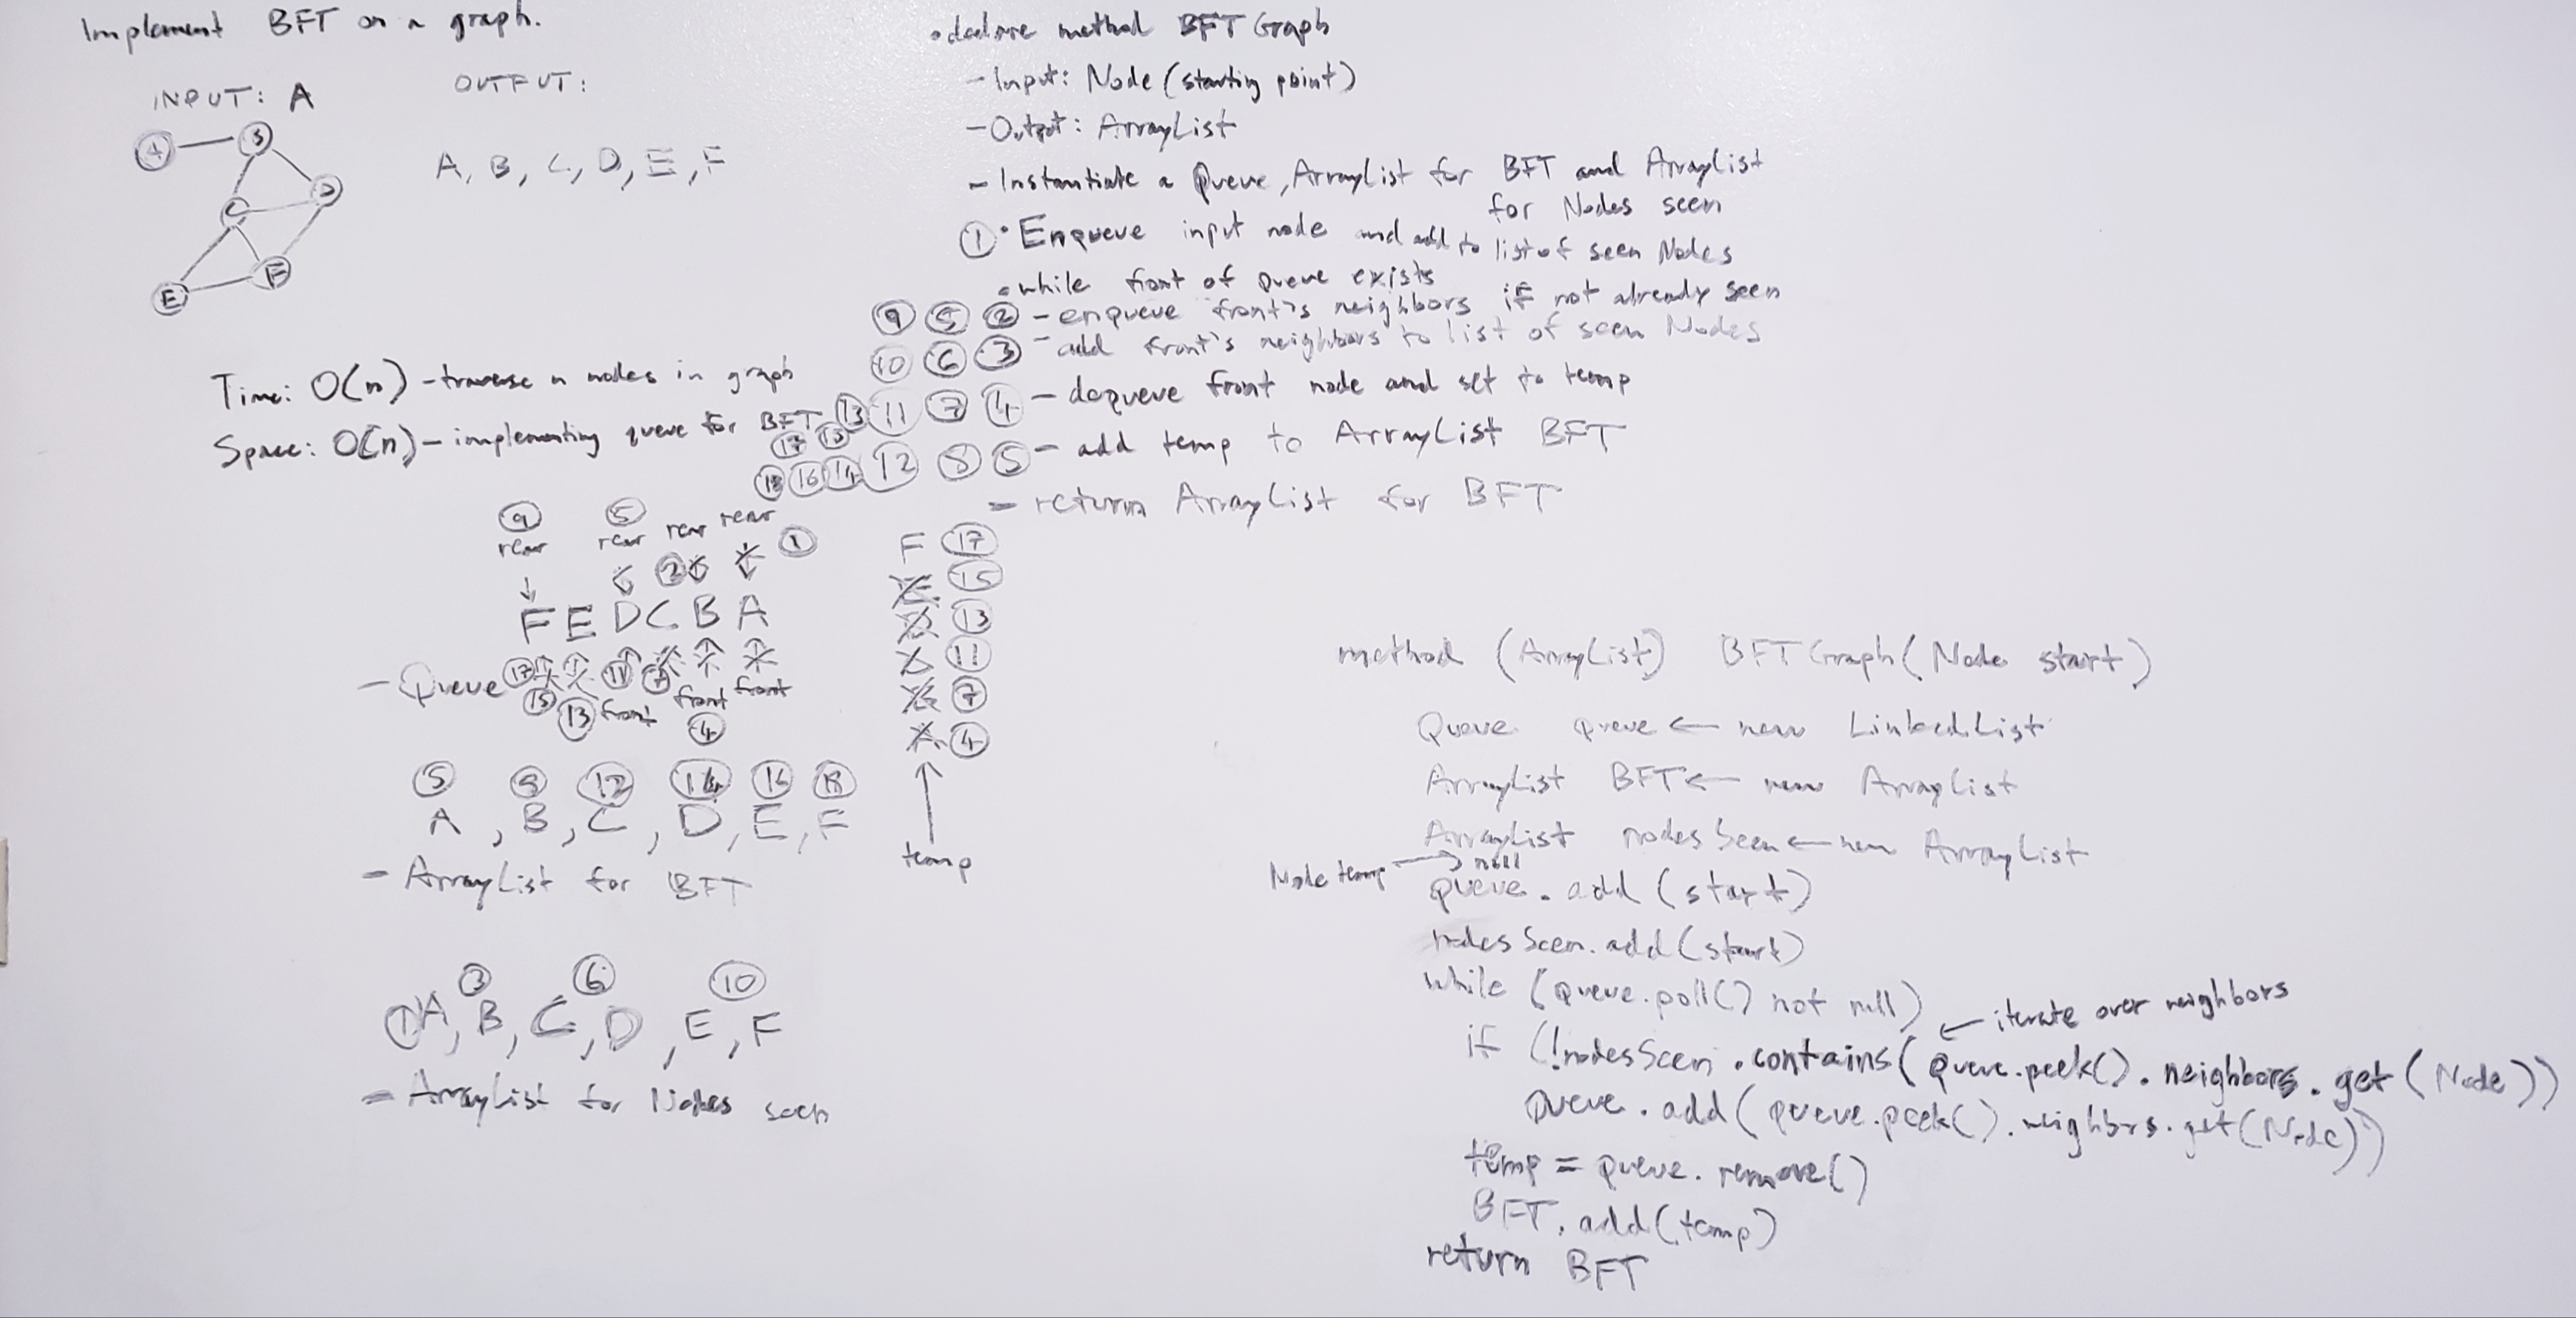 Implement BFT on a graph.
INPUT: A
OUTPUT:
A
B
D
C
F
E
A, B, C, D, E, F
Time: O(n) - traverse n nodes in graph
Space: O(n) - implementing queue for BFT
• declare method BFT Graph
- Input: Node (starting point)
- Output: ArrayList
- Instantiate a Queue, ArrayList for BFT and ArrayList
for Nodes seen
① • Enqueue input node and add to list of seen Nodes
• while front of queue exists
⑨ ⑤ ② - enqueue front's neighbors if not already seen
⑩ ⑥ ③ - add front's neighbors to list of seen Nodes
⑬ ⑪ ⑦ ④ - dequeue front node and set to temp
⑰ ⑮
⑱ ⑯ ⑭ ⑫ ⑧ ⑤ - add temp to ArrayList BFT
- return ArrayList for BFT
⑨ ⑤
rear rear rear rear
② ①
F E D C B A
- Queue ⑰ ⑪ ⑦
⑮ ⑬ front front front
④
F ⑰
⑮
⑬
⑪
⑦
④
temp
⑤ ⑨ ⑫ ⑭ ⑯ ⑱
A, B, C, D, E, F
- ArrayList for BFT
③ ⑥ ⑩
① A, B, C, D, E, F
- ArrayList for Nodes seen
method (ArrayList) BFT Graph (Node start)
Queue queue ← new LinkedList
ArrayList BFT ← new ArrayList
ArrayList nodesSeen ← new ArrayList
Node temp → null
queue.add(start)
nodesSeen.add(start)
while (queue.poll() not null)
← iterate over neighbors
if (!nodesSeen.contains(queue.peek().neighbors.get(Node))
queue.add(queue.peek().neighbrs.get(Node))
temp = queue.remove()
BFT.add(temp)
return BFT